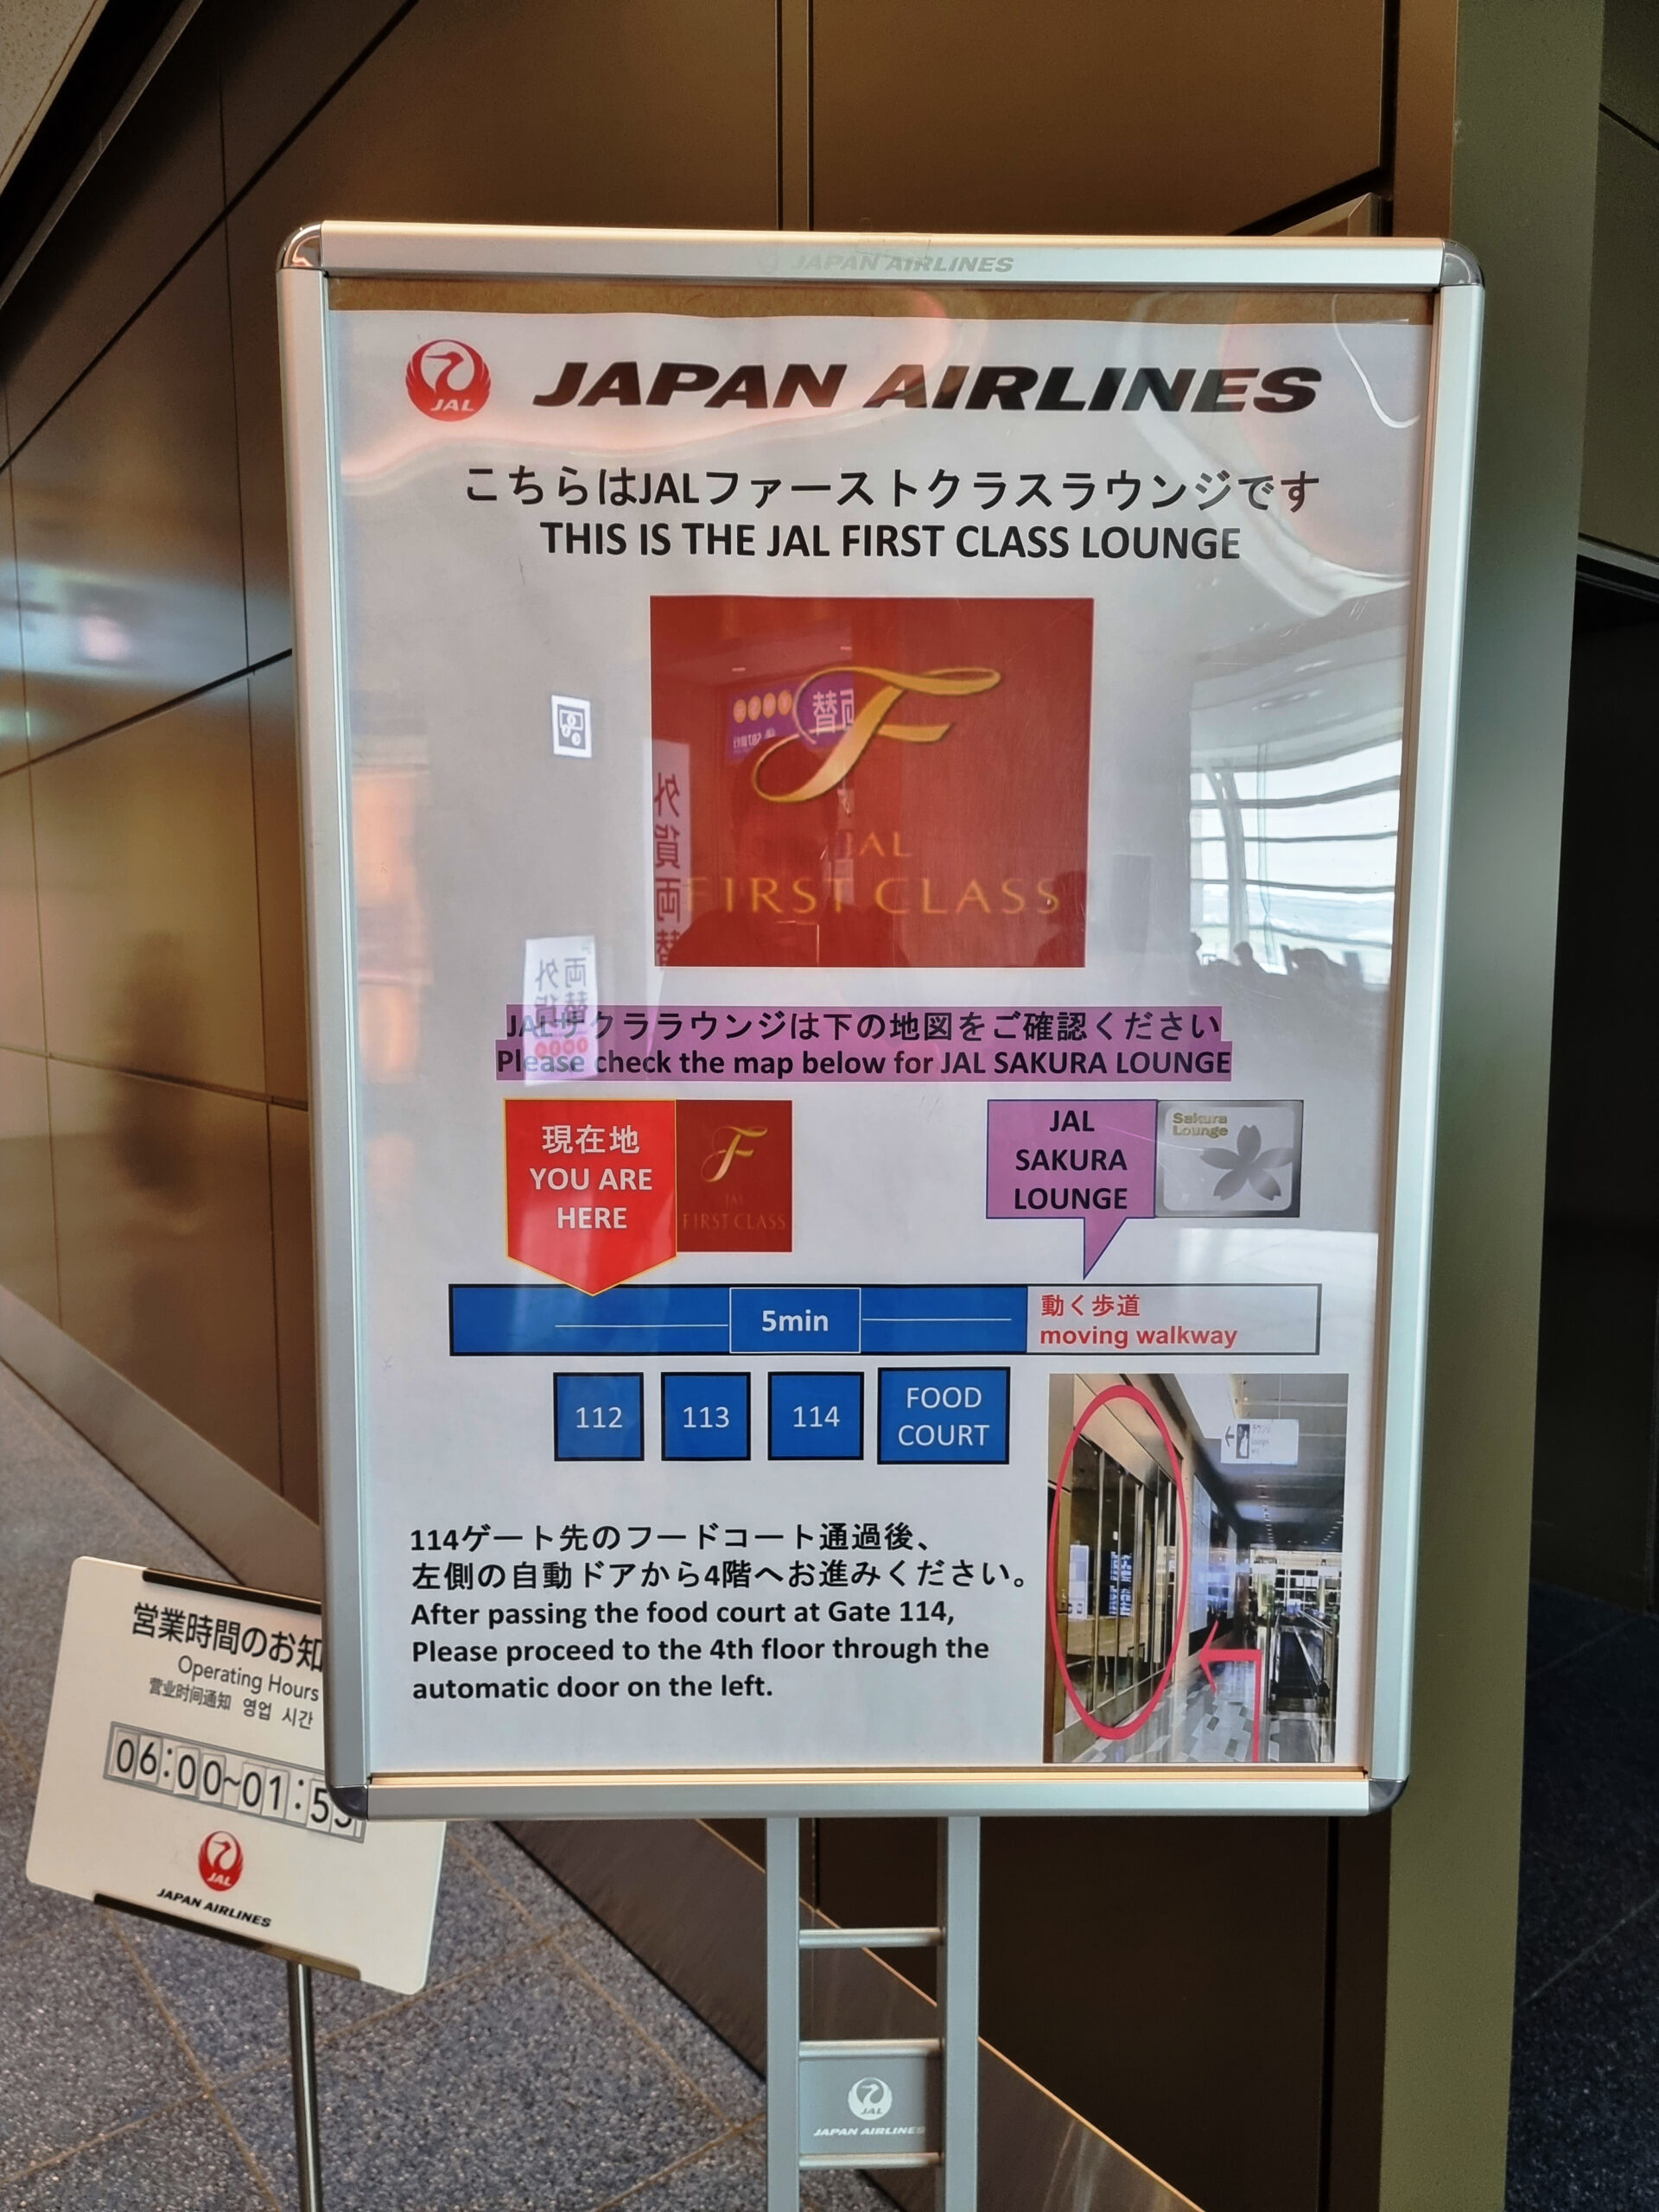 JAPAN AIRLINES
JAL
JAPAN AIRLINES
こちらはJALファーストクラスラウンジです
THIS IS THE JAL FIRST CLASS LOUNGE
F
JAL
FIRST CLASS
JALサクララウンジは下の地図をご確認ください
Please check the map below for JAL SAKURA LOUNGE
現在地
YOU ARE
HERE
F
JAL
FIRST CLASS
JAL
SAKURA
LOUNGE
Sakura
Lounge
5min
動く歩道
moving walkway
112
113
114
FOOD
COURT
114ゲート先のフードコート通過後、
左側の自動ドアから4階へお進みください。
After passing the food court at Gate 114,
Please proceed to the 4th floor through the
automatic door on the left.
営業時間のお知
Operating Hours
营业时间通知 영업 시간
06:00~01:5
JAL
JAPAN AIRLINES
JAL
JAPAN AIRLINES